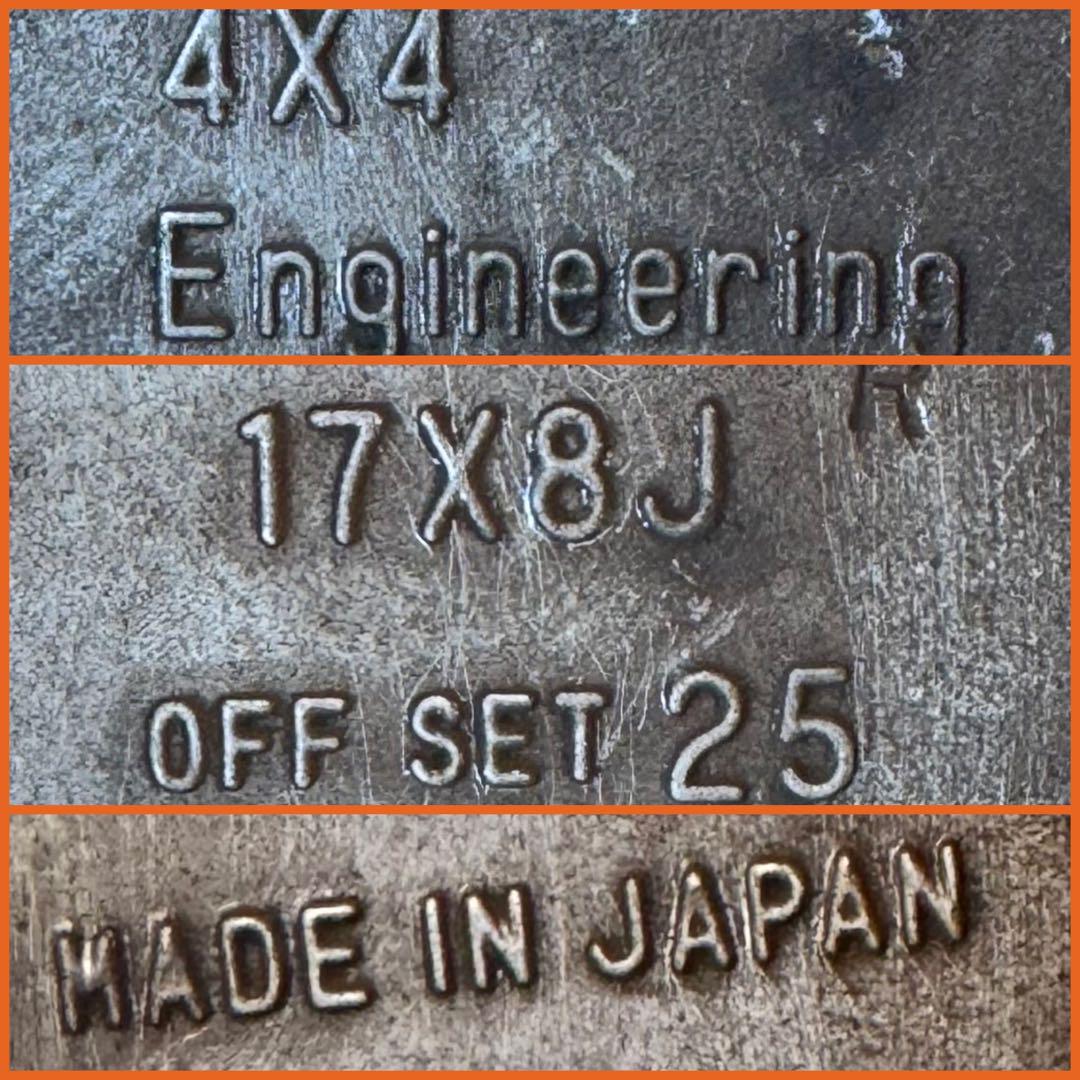 4X4
Engineering
17X8J
OFF SET 25
MADE IN JAPAN